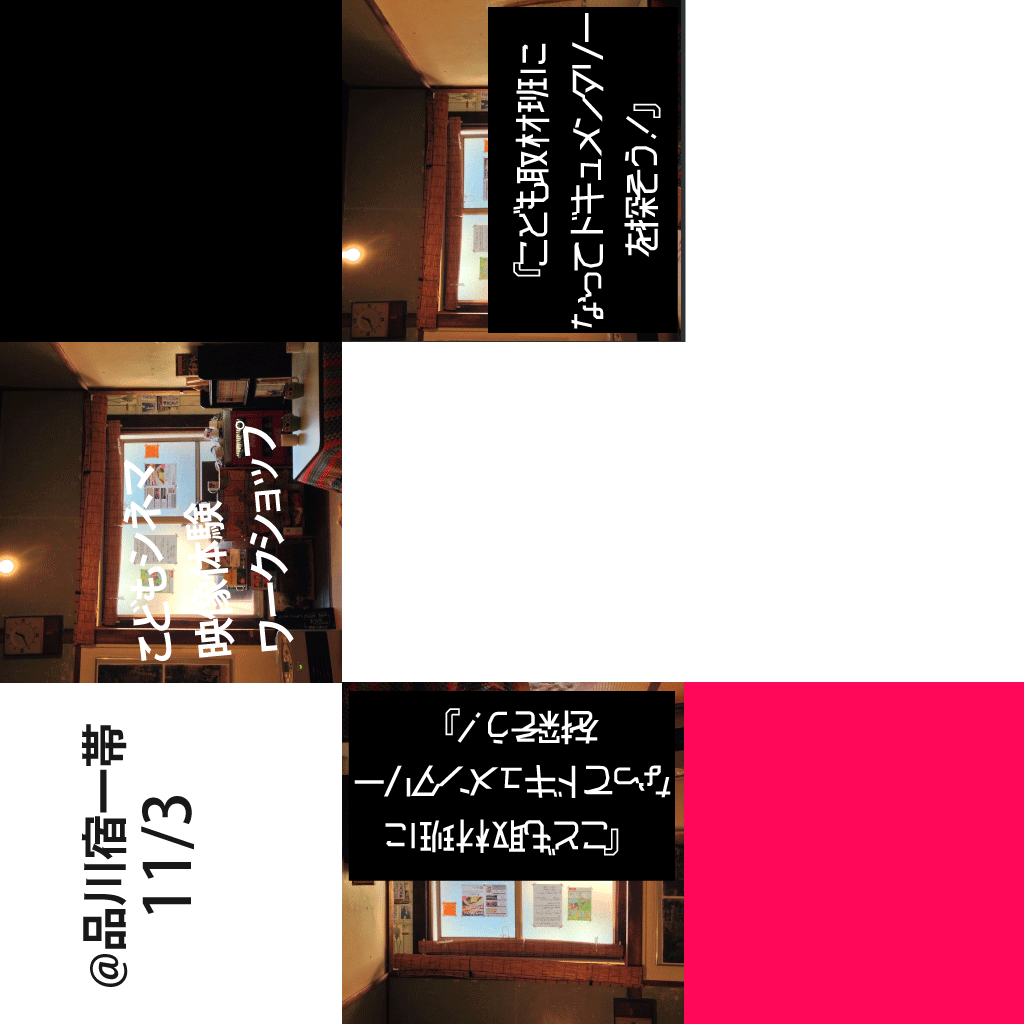 『こども取材班に
なってドキュメンタリー
を探そう！』
こどもシネマ
映像体験
ワークショップ
@品川宿一帯
11/3
『こども取材班に
なってドキュメンタリー
を探そう！』